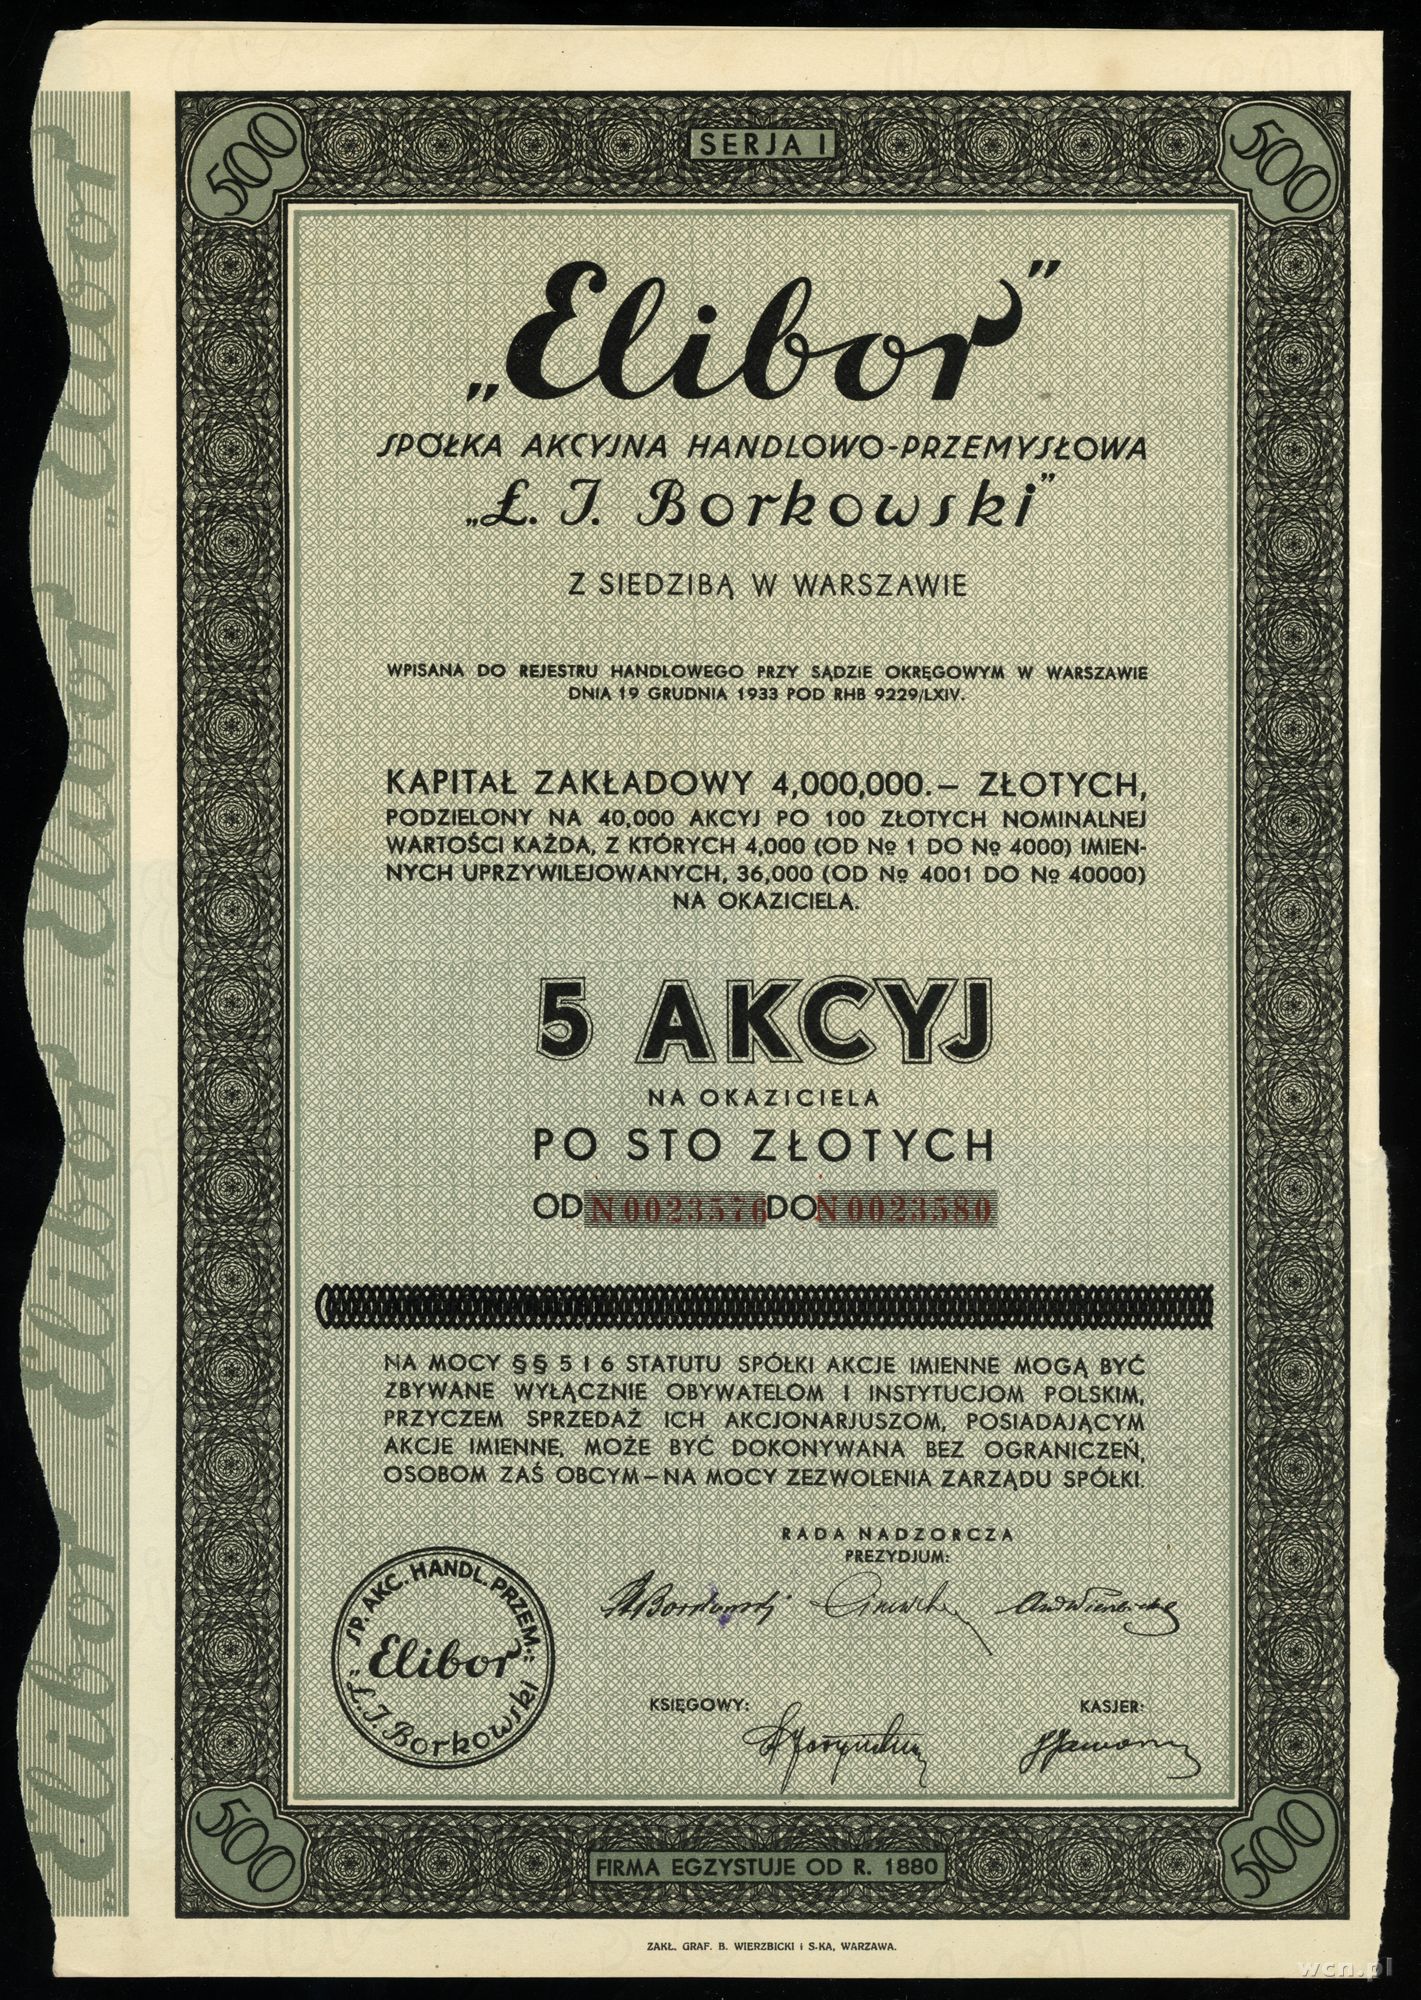 SERJA I
500
500
„Elibor”
SPÓŁKA AKCYJNA HANDLOWO-PRZEMYSŁOWA
„Ł. J. Borkowski”
Z SIEDZIBĄ W WARSZAWIE
WPISANA DO REJESTRU HANDLOWEGO PRZY SĄDZIE OKRĘGOWYM W WARSZAWIE
DNIA 19 GRUDNIA 1933 POD RHB 9229/LXIV.
KAPITAŁ ZAKŁADOWY 4,000,000.— ZŁOTYCH,
PODZIELONY NA 40,000 AKCYJ PO 100 ZŁOTYCH NOMINALNEJ
WARTOŚCI KAŻDA, Z KTÓRYCH 4,000 (OD № 1 DO № 4000) IMIEN-
NYCH UPRZYWILEJOWANYCH, 36,000 (OD № 4001 DO № 40000)
NA OKAZICIELA.
5 AKCYJ
NA OKAZICIELA
PO STO ZŁOTYCH
OD N 0023576 DO N 0023580
NA MOCY §§ 5 I 6 STATUTU SPÓŁKI AKCJE IMIENNE MOGĄ BYĆ
ZBYWANE WYŁĄCZNIE OBYWATELOM I INSTYTUCJOM POLSKIM,
PRZYCZEM SPRZEDAŻ ICH AKCJONARJUSZOM, POSIADAJĄCYM
AKCJE IMIENNE, MOŻE BYĆ DOKONYWANA BEZ OGRANICZEŃ,
OSOBOM ZAŚ OBCYM — NA MOCY ZEZWOLENIA ZARZĄDU SPÓŁKI.
RADA NADZORCZA
PREZYDJUM:
KSIĘGOWY:
KASJER:
SP. AKC. HANDL. PRZEM.
„Elibor”
Ł. J. Borkowski
500
500
FIRMA EGZYSTUJE OD R. 1880
ZAKŁ. GRAF. B. WIERZBICKI i S-KA, WARZAWA.
„Elibor”
„Elibor”
„Elibor”
„Elibor”
wcn.pl